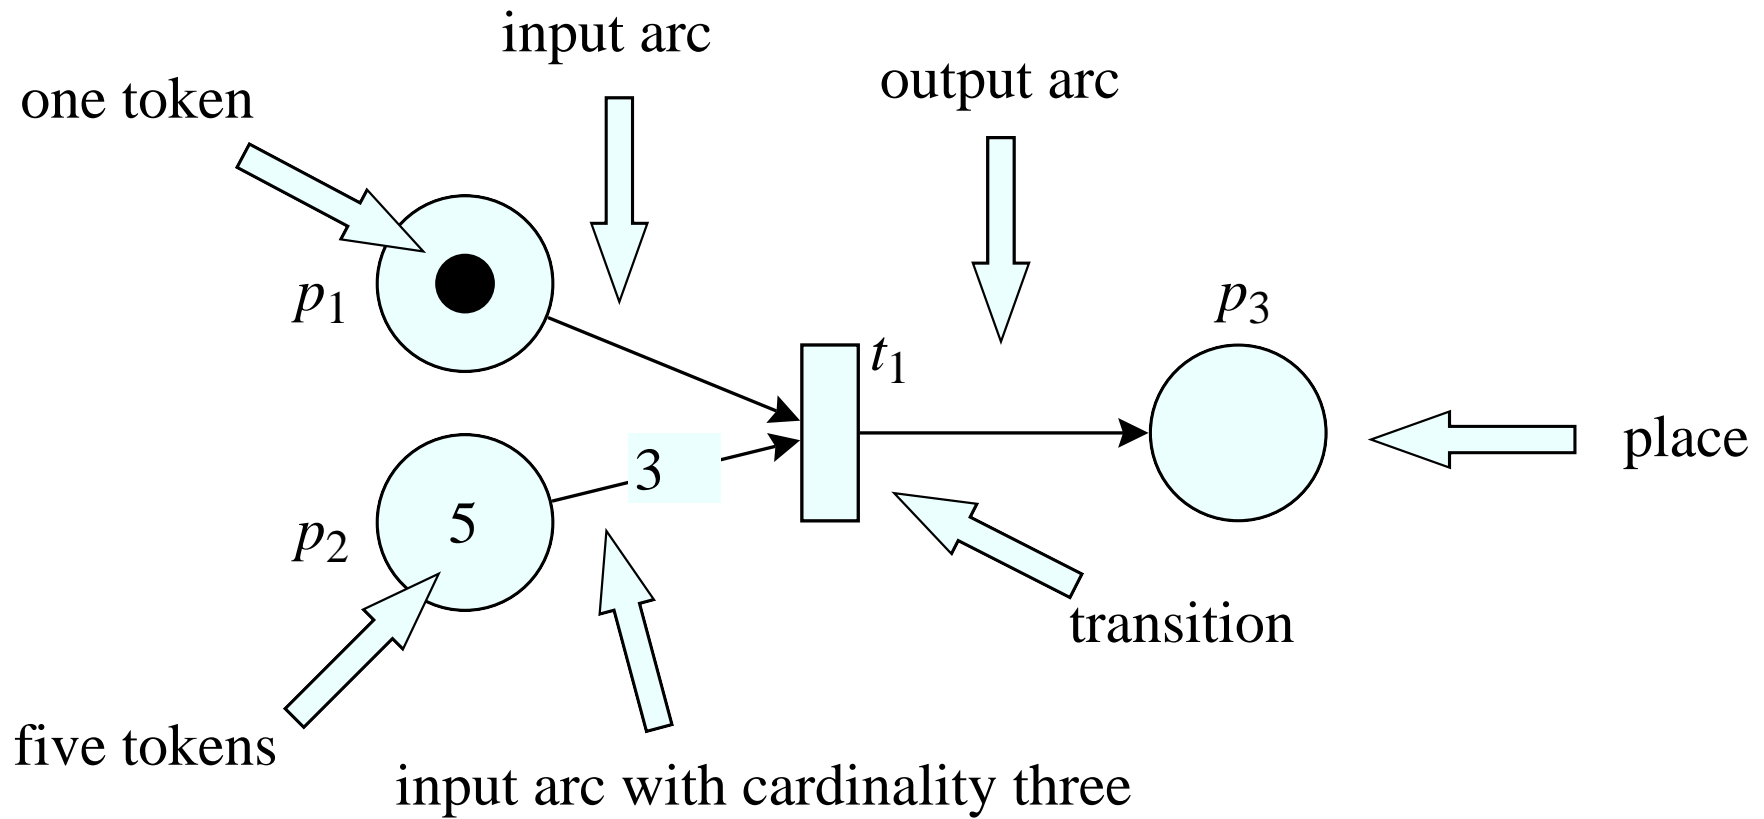 input arc
output arc
one token
p1
p3
t1
3
place
5
p2
transition
five tokens
input arc with cardinality three